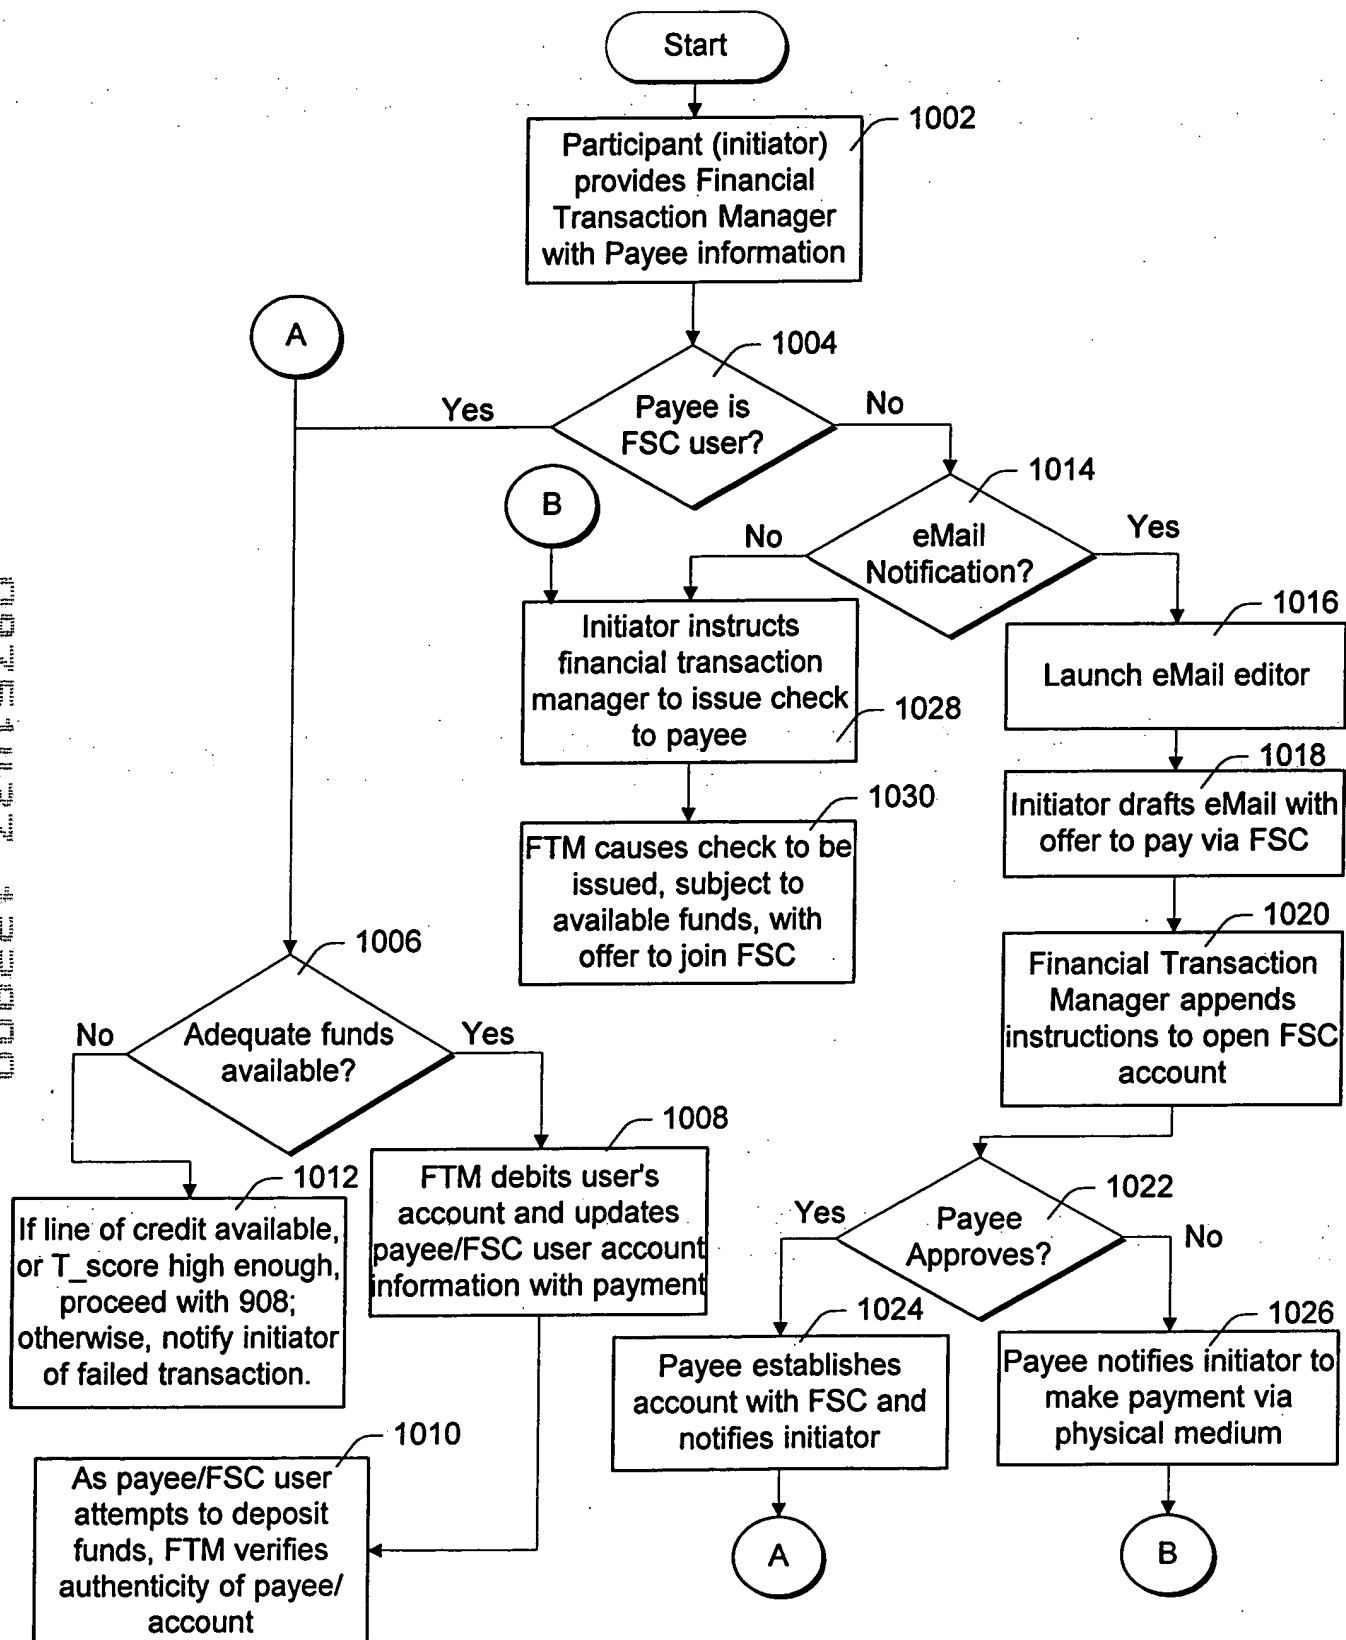 Start
1002
Participant (initiator)
provides Financial
Transaction Manager
with Payee information
A
1004
Payee is
FSC user?
Yes
No
B
1014
eMail
Notification?
No
Yes
1016
Launch eMail editor
Initiator instructs
financial transaction
manager to issue check
to payee
1028
1018
Initiator drafts eMail with
offer to pay via FSC
1030
FTM causes check to be
issued, subject to
available funds, with
offer to join FSC
1020
Financial Transaction
Manager appends
instructions to open FSC
account
1006
Adequate funds
available?
No
Yes
1008
FTM debits user's
account and updates
payee/FSC user account
information with payment
1012
If line of credit available,
or T_score high enough,
proceed with 908;
otherwise, notify initiator
of failed transaction.
1022
Payee
Approves?
Yes
No
1024
Payee establishes
account with FSC and
notifies initiator
1026
Payee notifies initiator to
make payment via
physical medium
1010
As payee/FSC user
attempts to deposit
funds, FTM verifies
authenticity of payee/
account
A
B